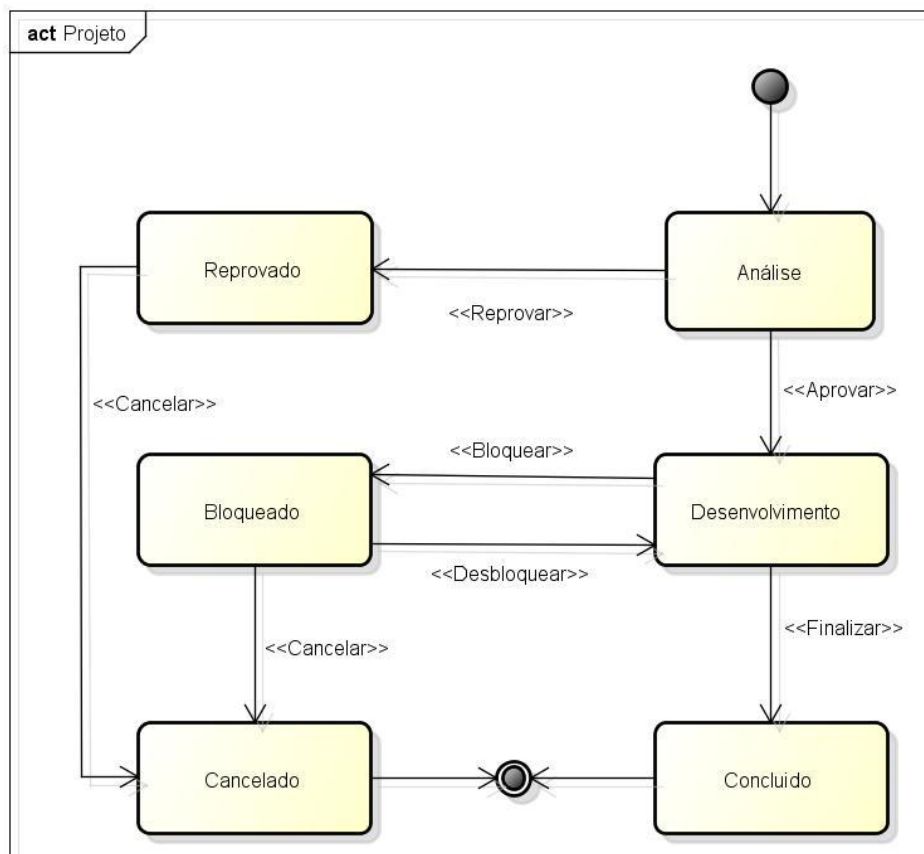 act Projeto
Reprovado
Análise
<<Reprovar>>
<<Cancelar>>
<<Aprovar>>
<<Bloquear>>
Bloqueado
Desenvolvimento
<<Desbloquear>>
<<Cancelar>>
<<Finalizar>>
Cancelado
Concluido